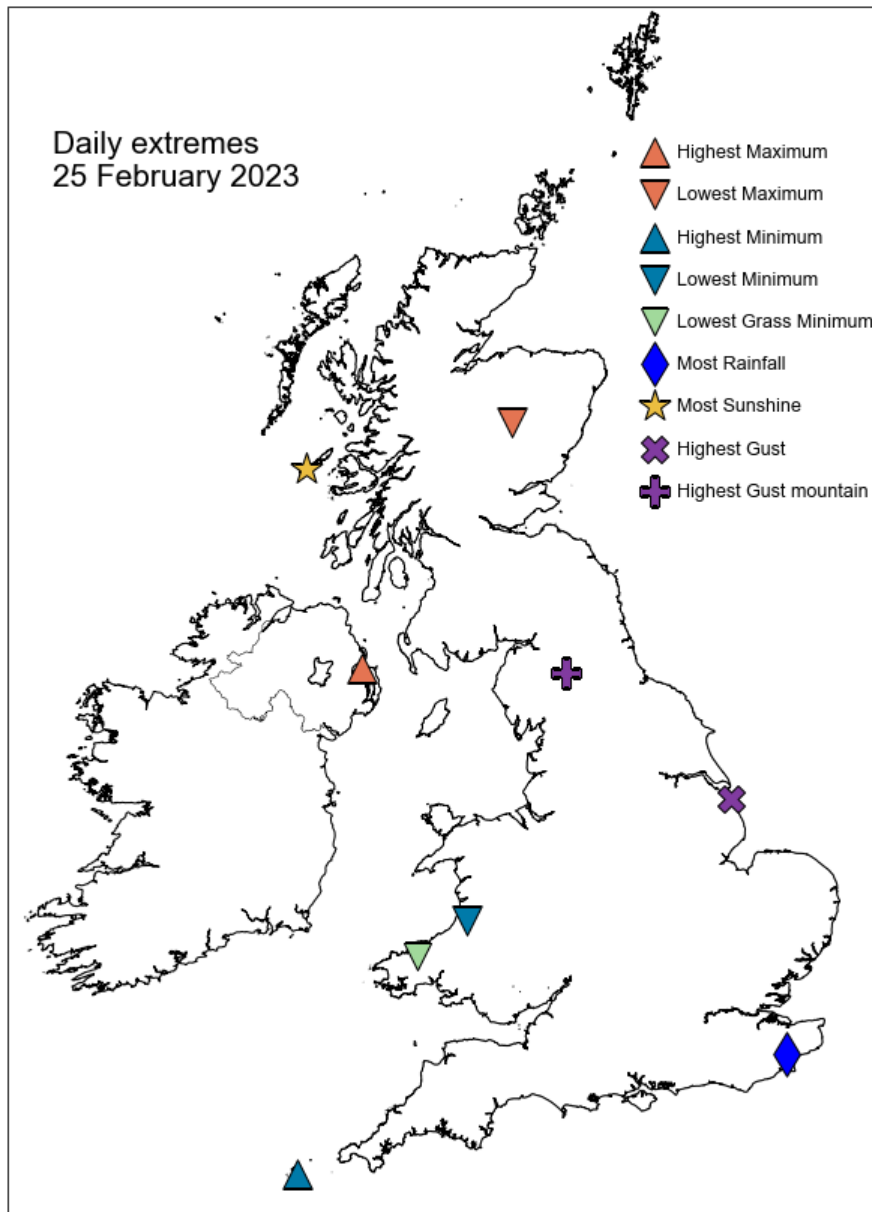 Daily extremes
25 February 2023
Highest Maximum
Lowest Maximum
Highest Minimum
Lowest Minimum
Lowest Grass Minimum
Most Rainfall
Most Sunshine
Highest Gust
Highest Gust mountain